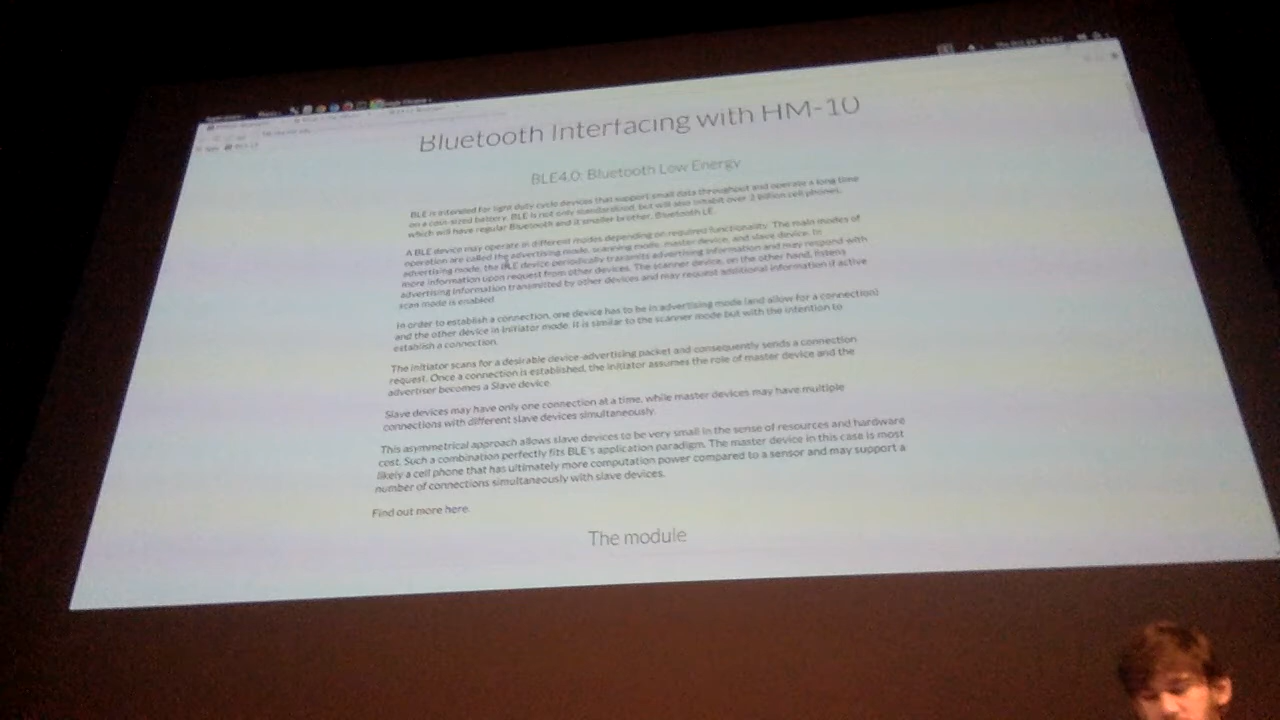 Bluetooth Interfacing with HM-10
BLE4.0: Bluetooth Low Energy
BLE is intended for light duty cycle devices that support small data throughout and operate a long time
on a coin-sized battery. BLE is not only standardized, but will also inhabit over 2 billion cell phones,
which will have regular Bluetooth and it smaller brother, Bluetooth LE.
A BLE device may operate in different modes depending on required functionality. The main modes of
operation are called the advertising mode, scanning mode, master device, and slave device. In
advertising mode, the BLE device periodically transmits advertising information and may respond with
more information upon request from other devices. The scanner device, on the other hand, listens
advertising information transmitted by other devices and may request additional information if active
scan mode is enabled
In order to establish a connection, one device has to be in advertising mode (and allow for a connection)
and the other device in initiator mode. It is similar to the scanner mode but with the intention to
establish a connection.
The initiator scans for a desirable device advertising packet and consequently sends a connection
request. Once a connection is established, the initiator assumes the role of master device and the
advertiser becomes a Slave device.
Slave devices may have only one connection at a time, while master devices may have multiple
connections with different slave devices simultaneously.
This asymmetrical approach allows slave devices to be very small in the sense of resources and hardware
cost. Such a combination perfectly fits BLE's application paradigm. The master device in this case is most
likely a cell phone that has ultimately more computation power compared to a sensor and may support a
number of connections simultaneously with slave devices.
Find out more here.
The module